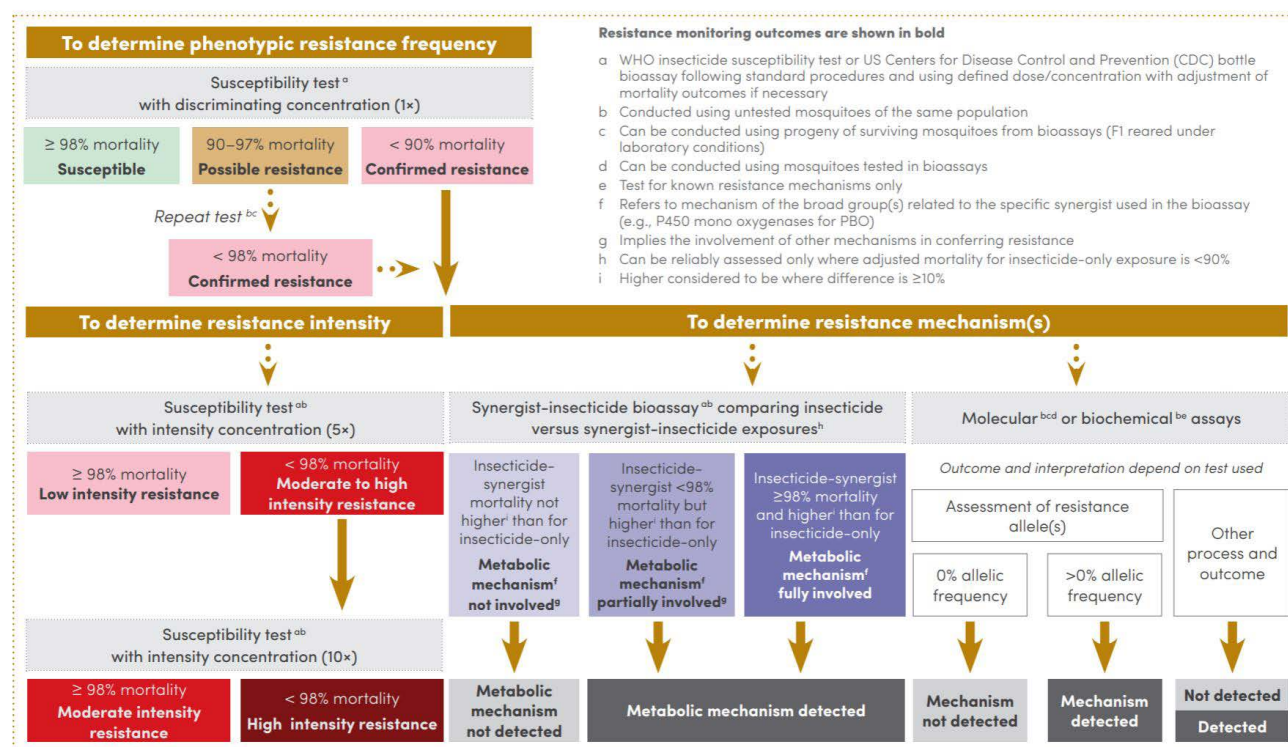 To determine phenotypic resistance frequency
Susceptibility test ᵃ
with discriminating concentration (1×)
≥ 98% mortality
Susceptible
90–97% mortality
Possible resistance
< 90% mortality
Confirmed resistance
Repeat test ᵇᶜ
< 98% mortality
Confirmed resistance
Resistance monitoring outcomes are shown in bold
a WHO insecticide susceptibility test or US Centers for Disease Control and Prevention (CDC) bottle
bioassay following standard procedures and using defined dose/concentration with adjustment of
mortality outcomes if necessary
b Conducted using untested mosquitoes of the same population
c Can be conducted using progeny of surviving mosquitoes from bioassays (F1 reared under
laboratory conditions)
d Can be conducted using mosquitoes tested in bioassays
e Test for known resistance mechanisms only
f Refers to mechanism of the broad group(s) related to the specific synergist used in the bioassay
(e.g., P450 mono oxygenases for PBO)
g Implies the involvement of other mechanisms in conferring resistance
h Can be reliably assessed only where adjusted mortality for insecticide-only exposure is <90%
i Higher considered to be where difference is ≥10%
To determine resistance intensity
Susceptibility test ᵃᵇ
with intensity concentration (5×)
≥ 98% mortality
Low intensity resistance
< 98% mortality
Moderate to high
intensity resistance
Susceptibility test ᵃᵇ
with intensity concentration (10×)
≥ 98% mortality
Moderate intensity
resistance
< 98% mortality
High intensity resistance
To determine resistance mechanism(s)
Synergist-insecticide bioassay ᵃᵇ comparing insecticide
versus synergist-insecticide exposuresʰ
Insecticide-
synergist
mortality not
higherⁱ than for
insecticide-only
Metabolic
mechanismᶠ
not involvedᵍ
Insecticide-
synergist <98%
mortality but
higherⁱ than for
insecticide-only
Metabolic
mechanismᶠ
partially involvedᵍ
Insecticide-synergist
≥98% mortality
and higherⁱ than for
insecticide-only
Metabolic
mechanismᶠ
fully involved
Metabolic
mechanism
not detected
Metabolic mechanism detected
Molecular ᵇᶜᵈ or biochemical ᵇᵉ assays
Outcome and interpretation depend on test used
Assessment of resistance
allele(s)
0% allelic
frequency
>0% allelic
frequency
Other
process and
outcome
Mechanism
not detected
Mechanism
detected
Not detected
Detected